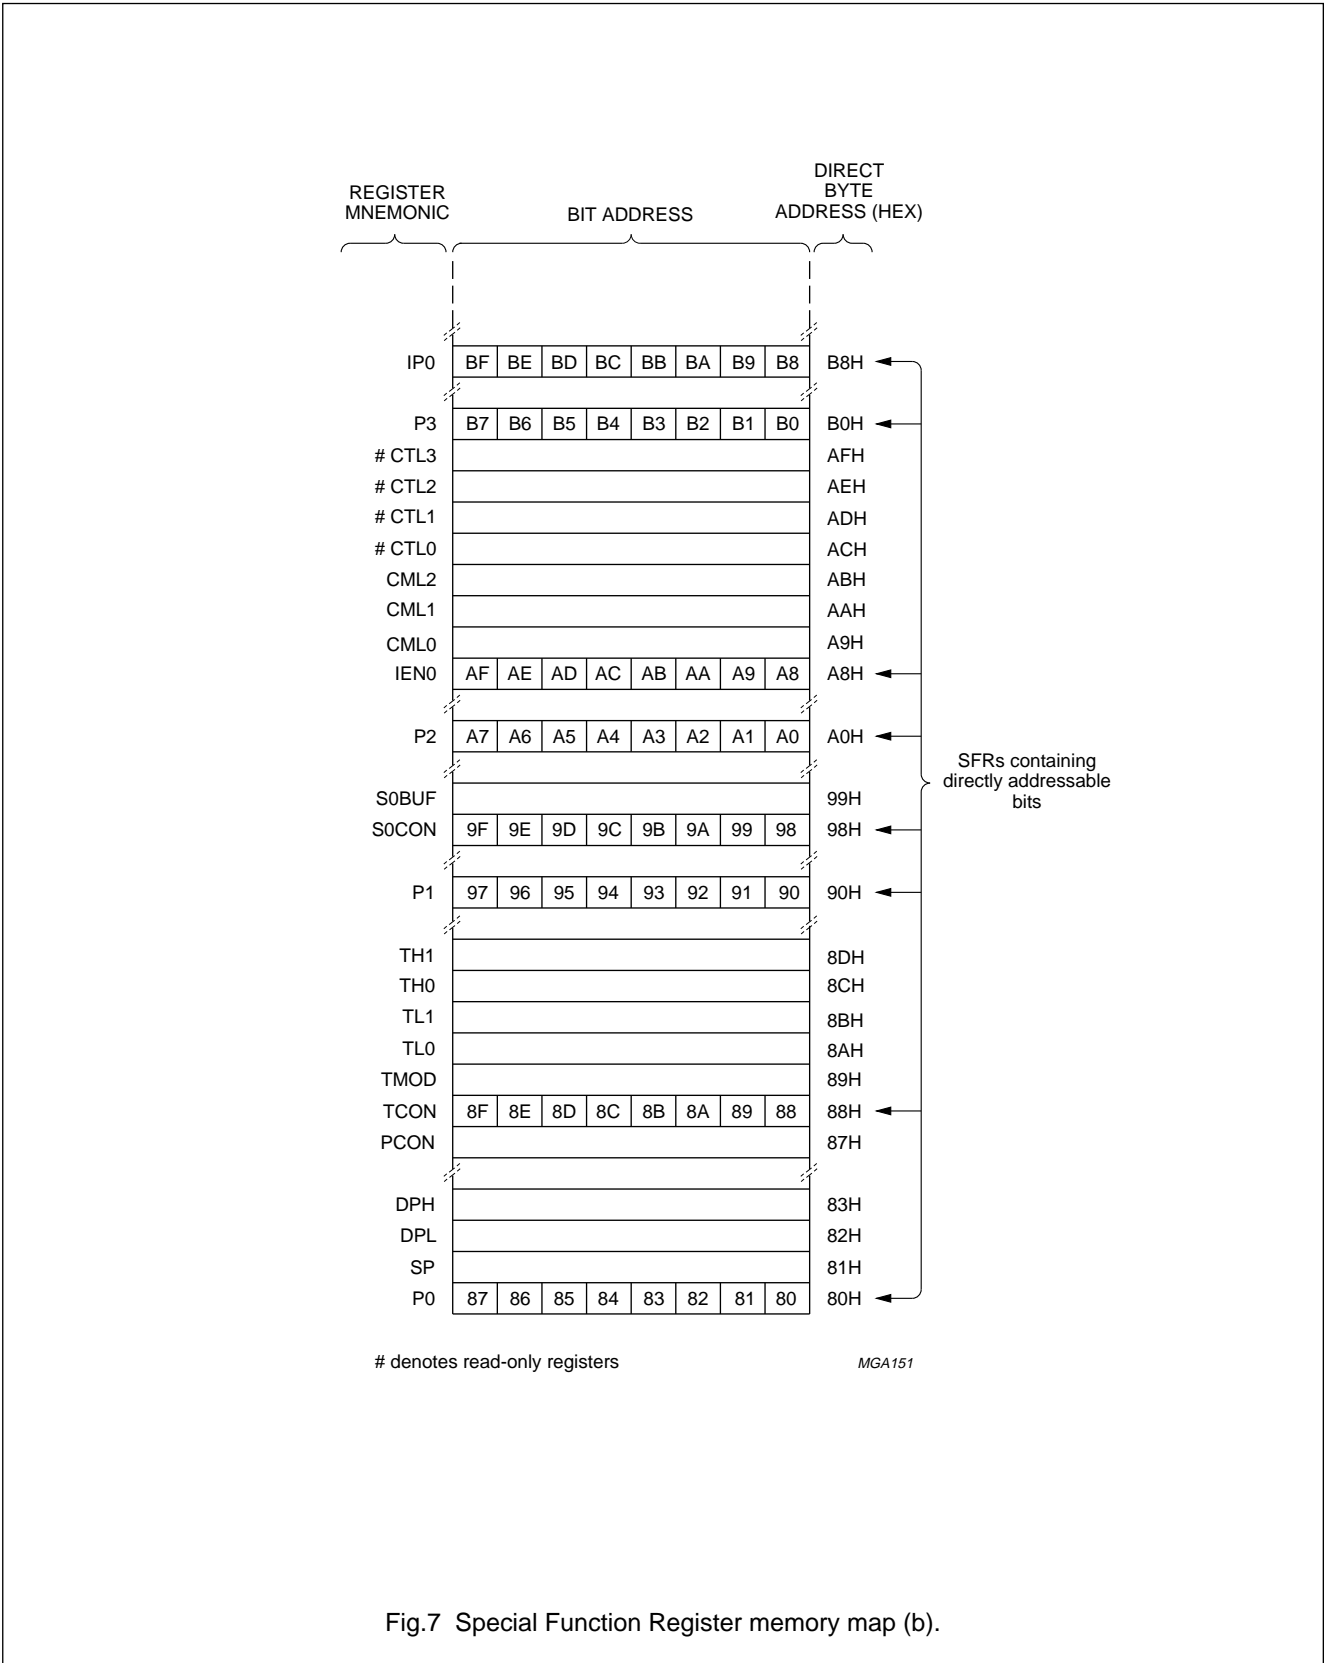 REGISTER
MNEMONIC
BIT ADDRESS
DIRECT
BYTE
ADDRESS (HEX)
IP0 BF BE BD BC BB BA B9 B8 B8H
P3 B7 B6 B5 B4 B3 B2 B1 B0 B0H
# CTL3 AFH
# CTL2 AEH
# CTL1 ADH
# CTL0 ACH
CML2 ABH
CML1 AAH
CML0 A9H
IEN0 AF AE AD AC AB AA A9 A8 A8H
P2 A7 A6 A5 A4 A3 A2 A1 A0 A0H
SFRs containing
directly addressable
bits
S0BUF 99H
S0CON 9F 9E 9D 9C 9B 9A 99 98 98H
P1 97 96 95 94 93 92 91 90 90H
TH1 8DH
TH0 8CH
TL1 8BH
TL0 8AH
TMOD 89H
TCON 8F 8E 8D 8C 8B 8A 89 88 88H
PCON 87H
DPH 83H
DPL 82H
SP 81H
P0 87 86 85 84 83 82 81 80 80H
# denotes read-only registers
MGA151
Fig.7 Special Function Register memory map (b).